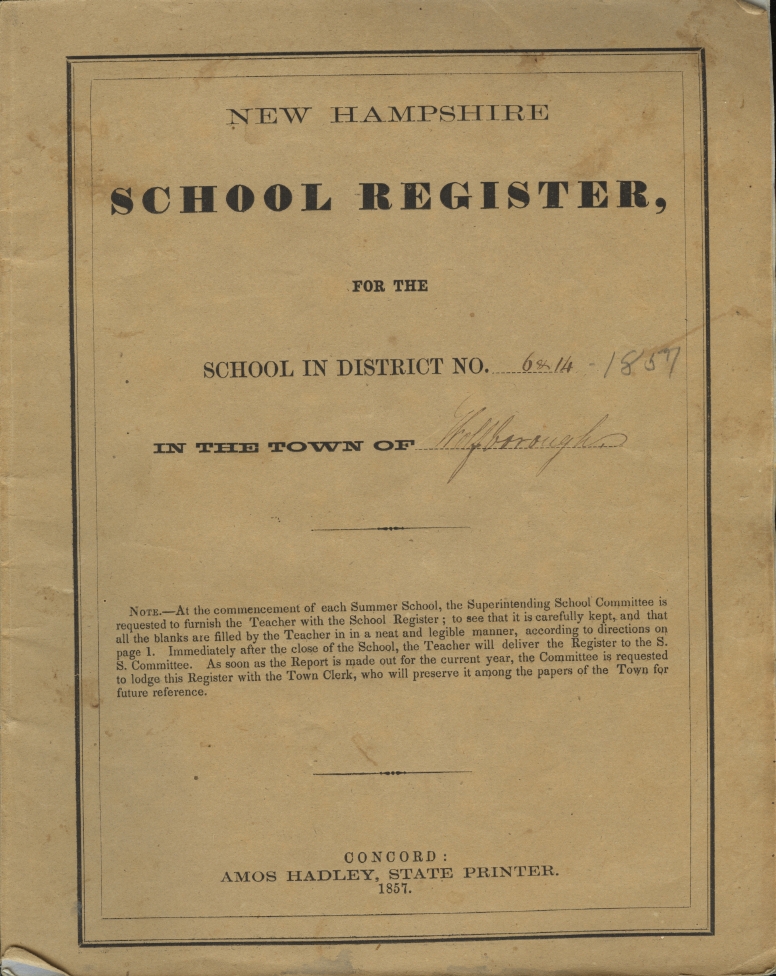 NEW HAMPSHIRE
SCHOOL REGISTER,
FOR THE
SCHOOL IN DISTRICT NO. 6 & 14 - 1857
IN THE TOWN OF Wolfborough
NOTE.—At the commencement of each Summer School, the Superintending School Committee is
requested to furnish the Teacher with the School Register; to see that it is carefully kept, and that
all the blanks are filled by the Teacher in in a neat and legible manner, according to directions on
page 1. Immediately after the close of the School, the Teacher will deliver the Register to the S.
S. Committee. As soon as the Report is made out for the current year, the Committee is requested
to lodge this Register with the Town Clerk, who will preserve it among the papers of the Town for
future reference.
CONCORD:
AMOS HADLEY, STATE PRINTER.
1857.